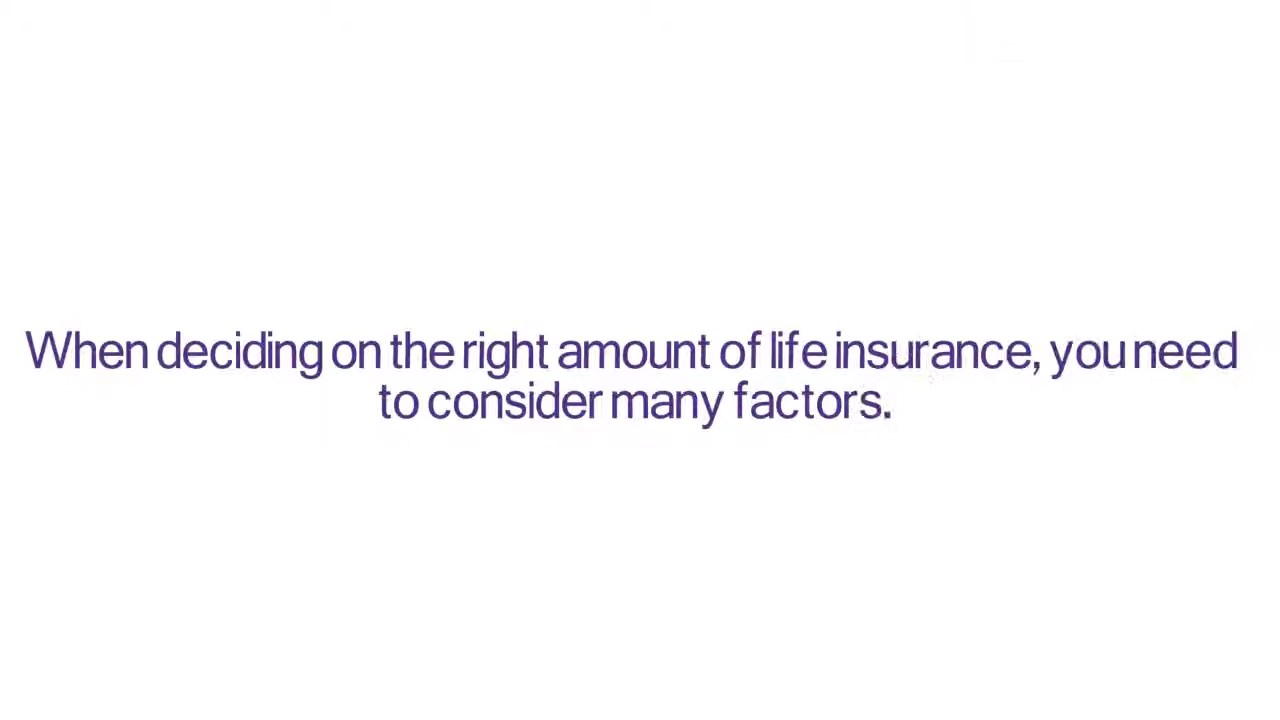 When deciding on the right amount of life insurance, you need
to consider many factors.